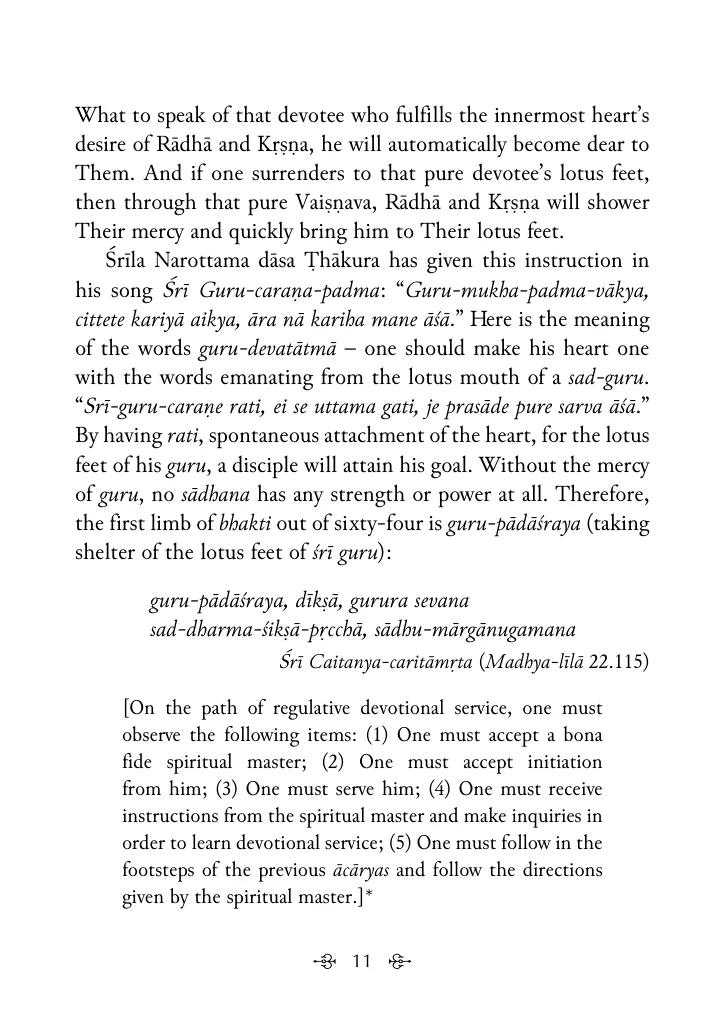 What to speak of that devotee who fulfills the innermost heart’s
desire of Rādhā and Kṛṣṇa, he will automatically become dear to
Them. And if one surrenders to that pure devotee’s lotus feet,
then through that pure Vaiṣṇava, Rādhā and Kṛṣṇa will shower
Their mercy and quickly bring him to Their lotus feet.
Śrīla Narottama dāsa Ṭhākura has given this instruction in
his song Śrī Guru-caraṇa-padma: “Guru-mukha-padma-vākya,
cittete kariyā aikya, āra nā kariha mane āśā.” Here is the meaning
of the words guru-devatātmā – one should make his heart one
with the words emanating from the lotus mouth of a sad-guru.
“Srī-guru-caraṇe rati, ei se uttama gati, je prasāde pure sarva āśā.”
By having rati, spontaneous attachment of the heart, for the lotus
feet of his guru, a disciple will attain his goal. Without the mercy
of guru, no sādhana has any strength or power at all. Therefore,
the first limb of bhakti out of sixty-four is guru-pādāśraya (taking
shelter of the lotus feet of śrī guru):
guru-pādāśraya, dīkṣā, gurura sevana
sad-dharma-śikṣā-pṛcchā, sādhu-mārgānugamana
Śrī Caitanya-caritāmṛta (Madhya-līlā 22.115)
[On the path of regulative devotional service, one must
observe the following items: (1) One must accept a bona
fide spiritual master; (2) One must accept initiation
from him; (3) One must serve him; (4) One must receive
instructions from the spiritual master and make inquiries in
order to learn devotional service; (5) One must follow in the
footsteps of the previous ācāryas and follow the directions
given by the spiritual master.]*
11